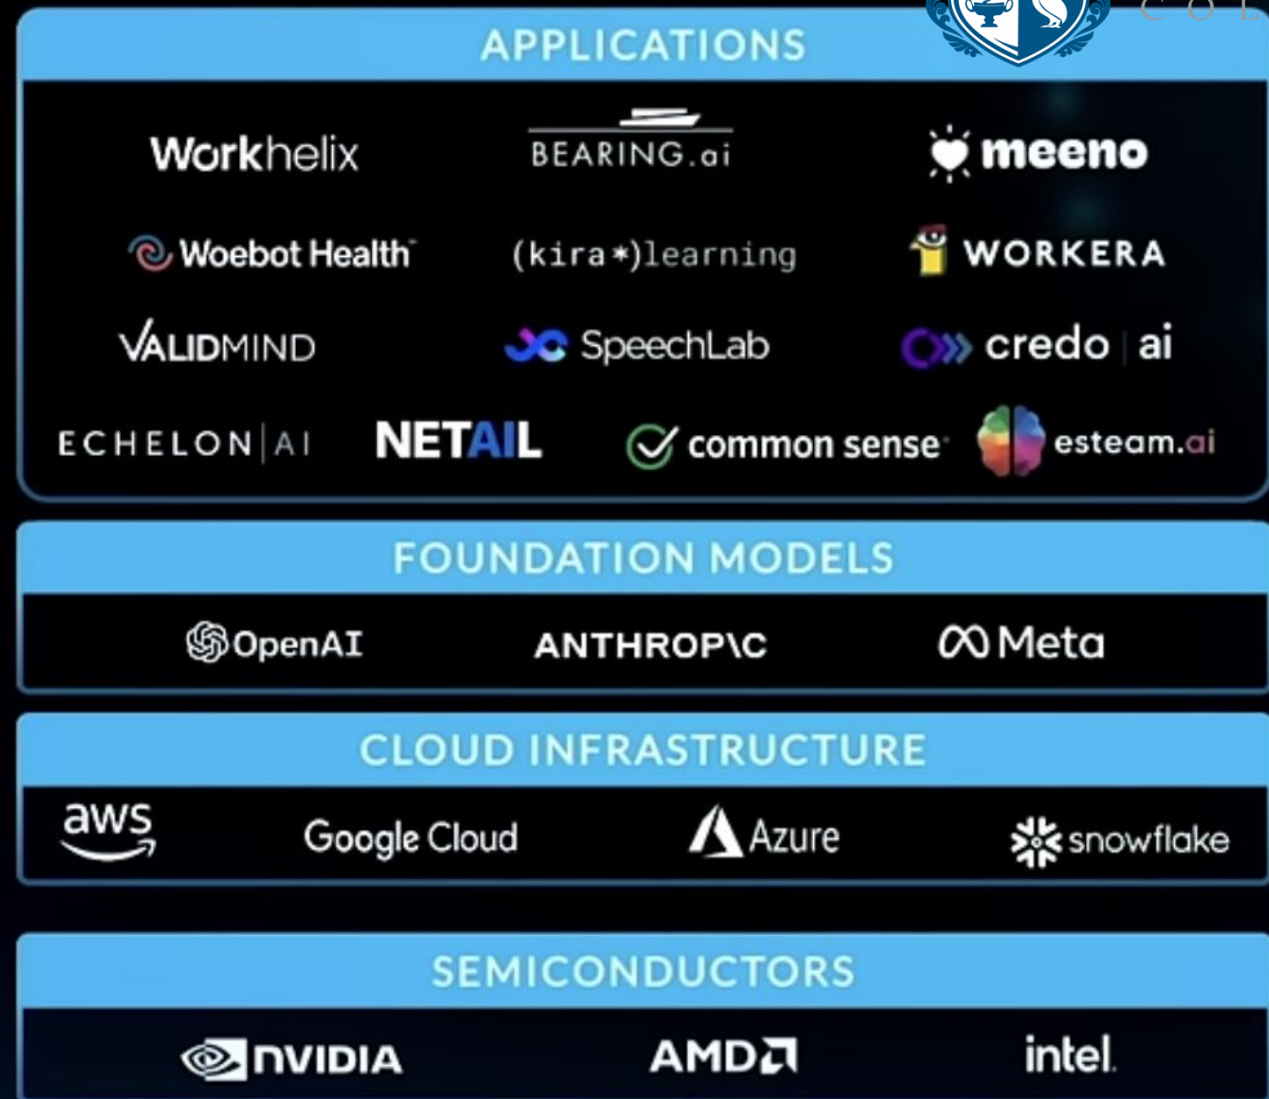 COL
APPLICATIONS
Workhelix BEARING.ai meeno
Woebot Health (kira*)learning WORKERA
VALIDMIND SpeechLab credo | ai
ECHELON|AI NETAIL common sense esteam.ai
FOUNDATION MODELS
OpenAI ANTHROP\C Meta
CLOUD INFRASTRUCTURE
aws Google Cloud Azure snowflake
SEMICONDUCTORS
NVIDIA AMD intel.